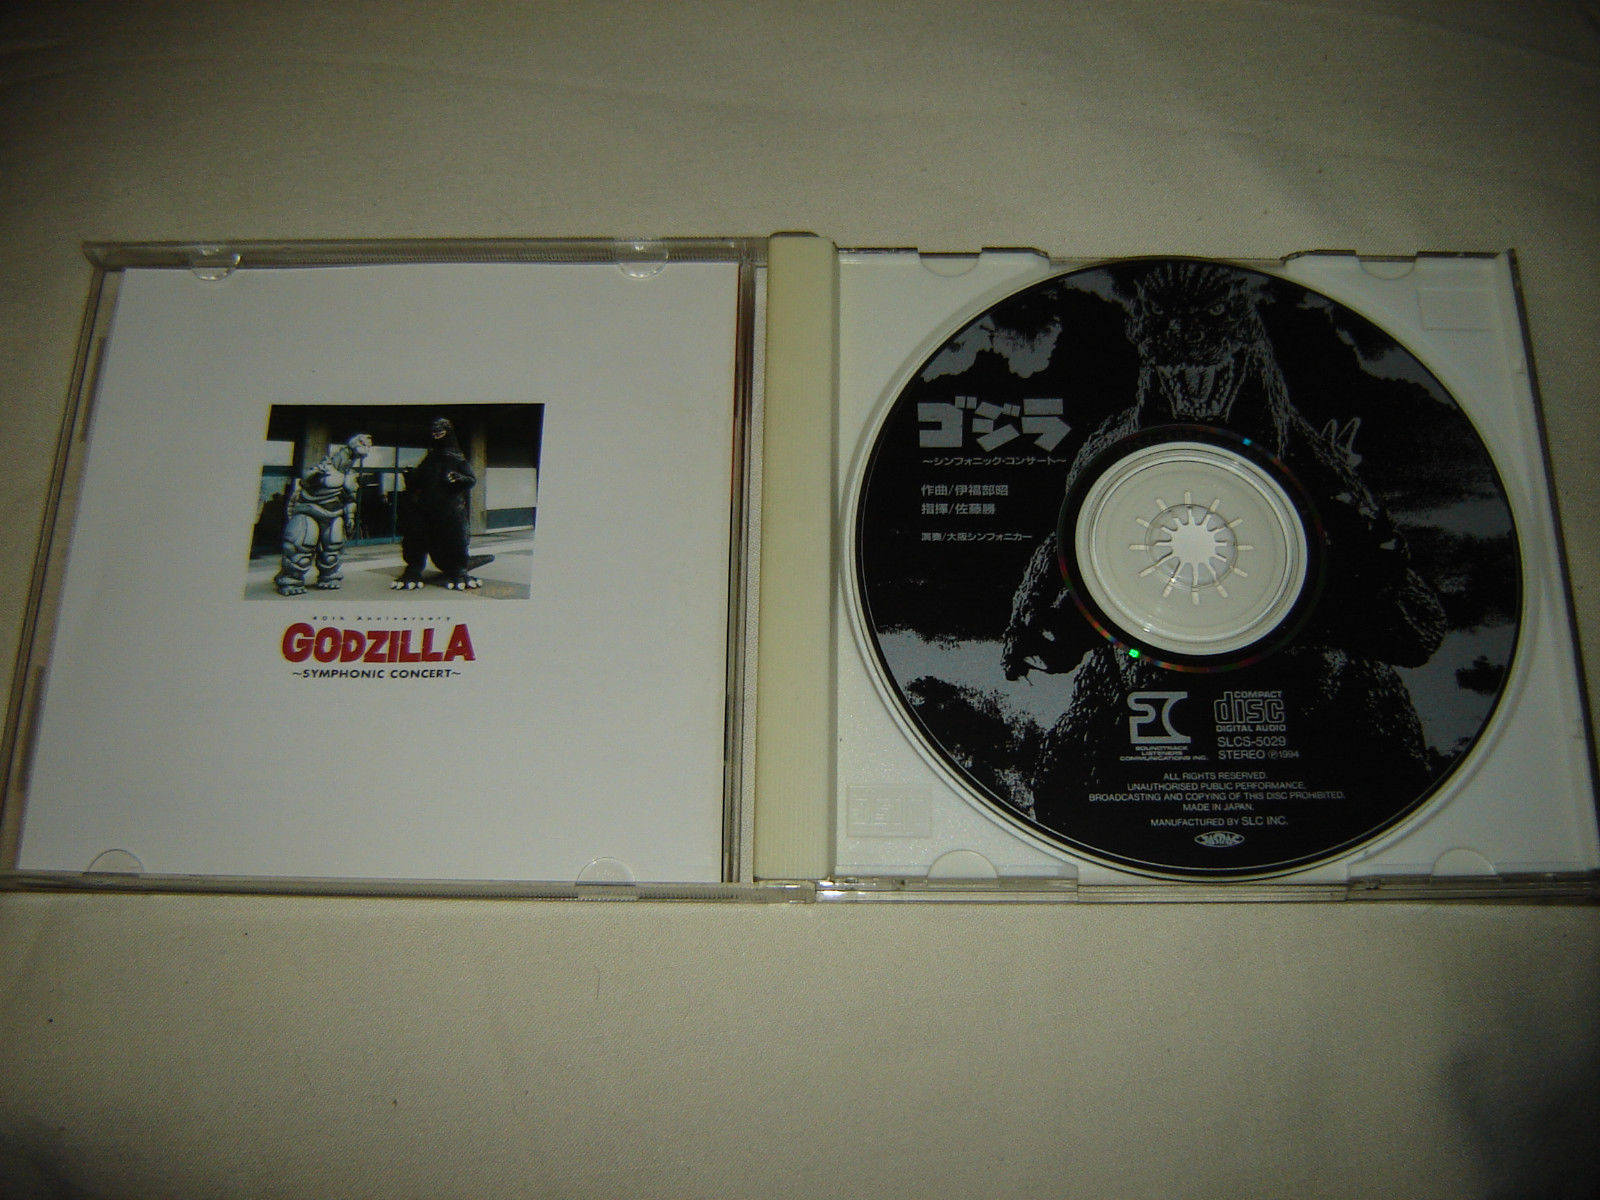 40th Anniversary
GODZILLA
~SYMPHONIC CONCERT~
ゴジラ
~シンフォニック・コンサート~
作曲/伊福部昭
指揮/佐藤勝
演奏/大阪シンフォニカー
SLC
SOUNDTRACK
LISTENERS
COMMUNICATIONS INC.
COMPACT
disc
DIGITAL AUDIO
SLCS-5029
STEREO Ⓟ1994
ALL RIGHTS RESERVED.
UNAUTHORISED PUBLIC PERFORMANCE,
BROADCASTING AND COPYING OF THIS DISC PROHIBITED.
MADE IN JAPAN.
MANUFACTURED BY SLC INC.